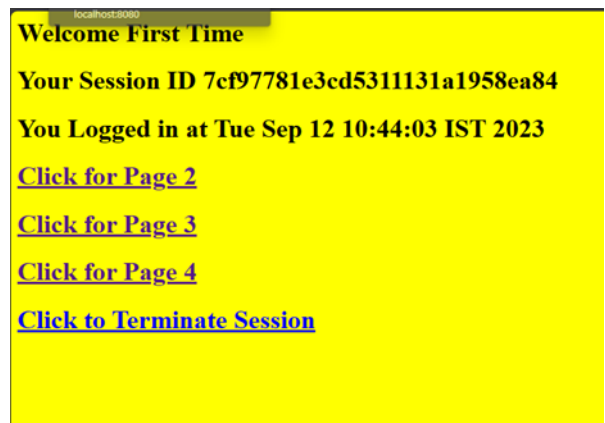 localhost:8080
Welcome First Time
Your Session ID 7cf97781e3cd5311131a1958ea84
You Logged in at Tue Sep 12 10:44:03 IST 2023
Click for Page 2
Click for Page 3
Click for Page 4
Click to Terminate Session